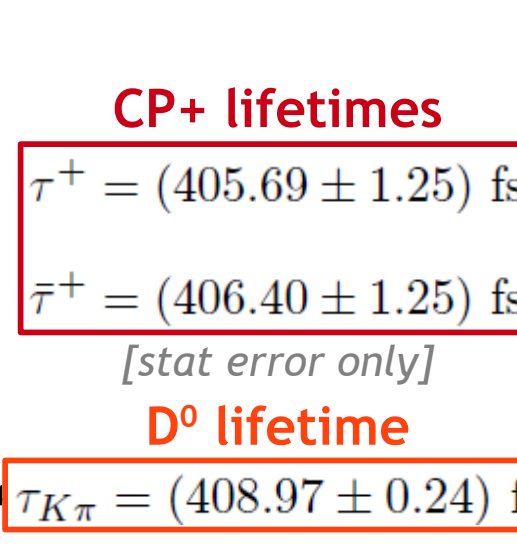 CP+ lifetimes
τ⁺ = (405.69 ± 1.25) fs
τ̄⁺ = (406.40 ± 1.25) fs
[stat error only]
D⁰ lifetime
τ_Kπ = (408.97 ± 0.24)